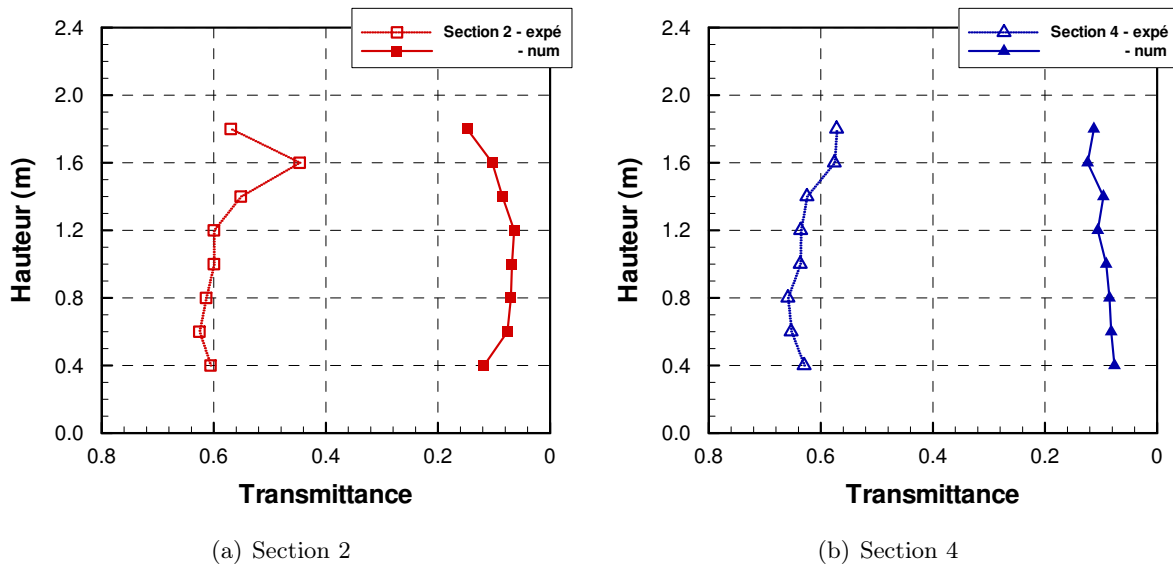 Section 2 - expé
- num
2.4
2.0
1.6
1.2
0.8
0.4
0.0
Hauteur (m)
0.8 0.6 0.4 0.2 0
Transmittance
(a) Section 2
Section 4 - expé
- num
2.4
2.0
1.6
1.2
0.8
0.4
0.0
Hauteur (m)
0.8 0.6 0.4 0.2 0
Transmittance
(b) Section 4